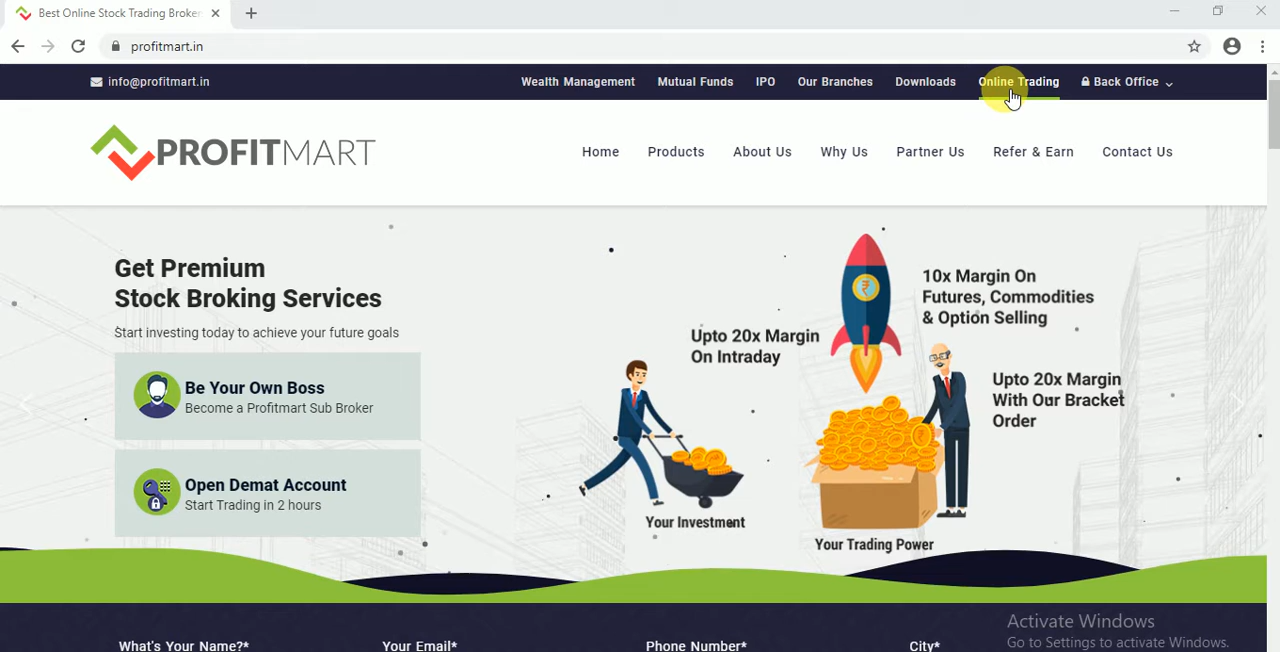 Best Online Stock Trading Broker
profitmart.in
info@profitmart.in
Wealth Management
Mutual Funds
IPO
Our Branches
Downloads
Online Trading
Back Office
PROFITMART
Home
Products
About Us
Why Us
Partner Us
Refer & Earn
Contact Us
Get Premium
Stock Broking Services
Start investing today to achieve your future goals
Be Your Own Boss
Become a Profitmart Sub Broker
Open Demat Account
Start Trading in 2 hours
Upto 20x Margin
On Intraday
10x Margin On
Futures, Commodities
& Option Selling
₹
Upto 20x Margin
With Our Bracket
Order
Your Investment
Your Trading Power
What's Your Name?*
Your Email*
Phone Number*
City*
Activate Windows
Go to Settings to activate Windows.